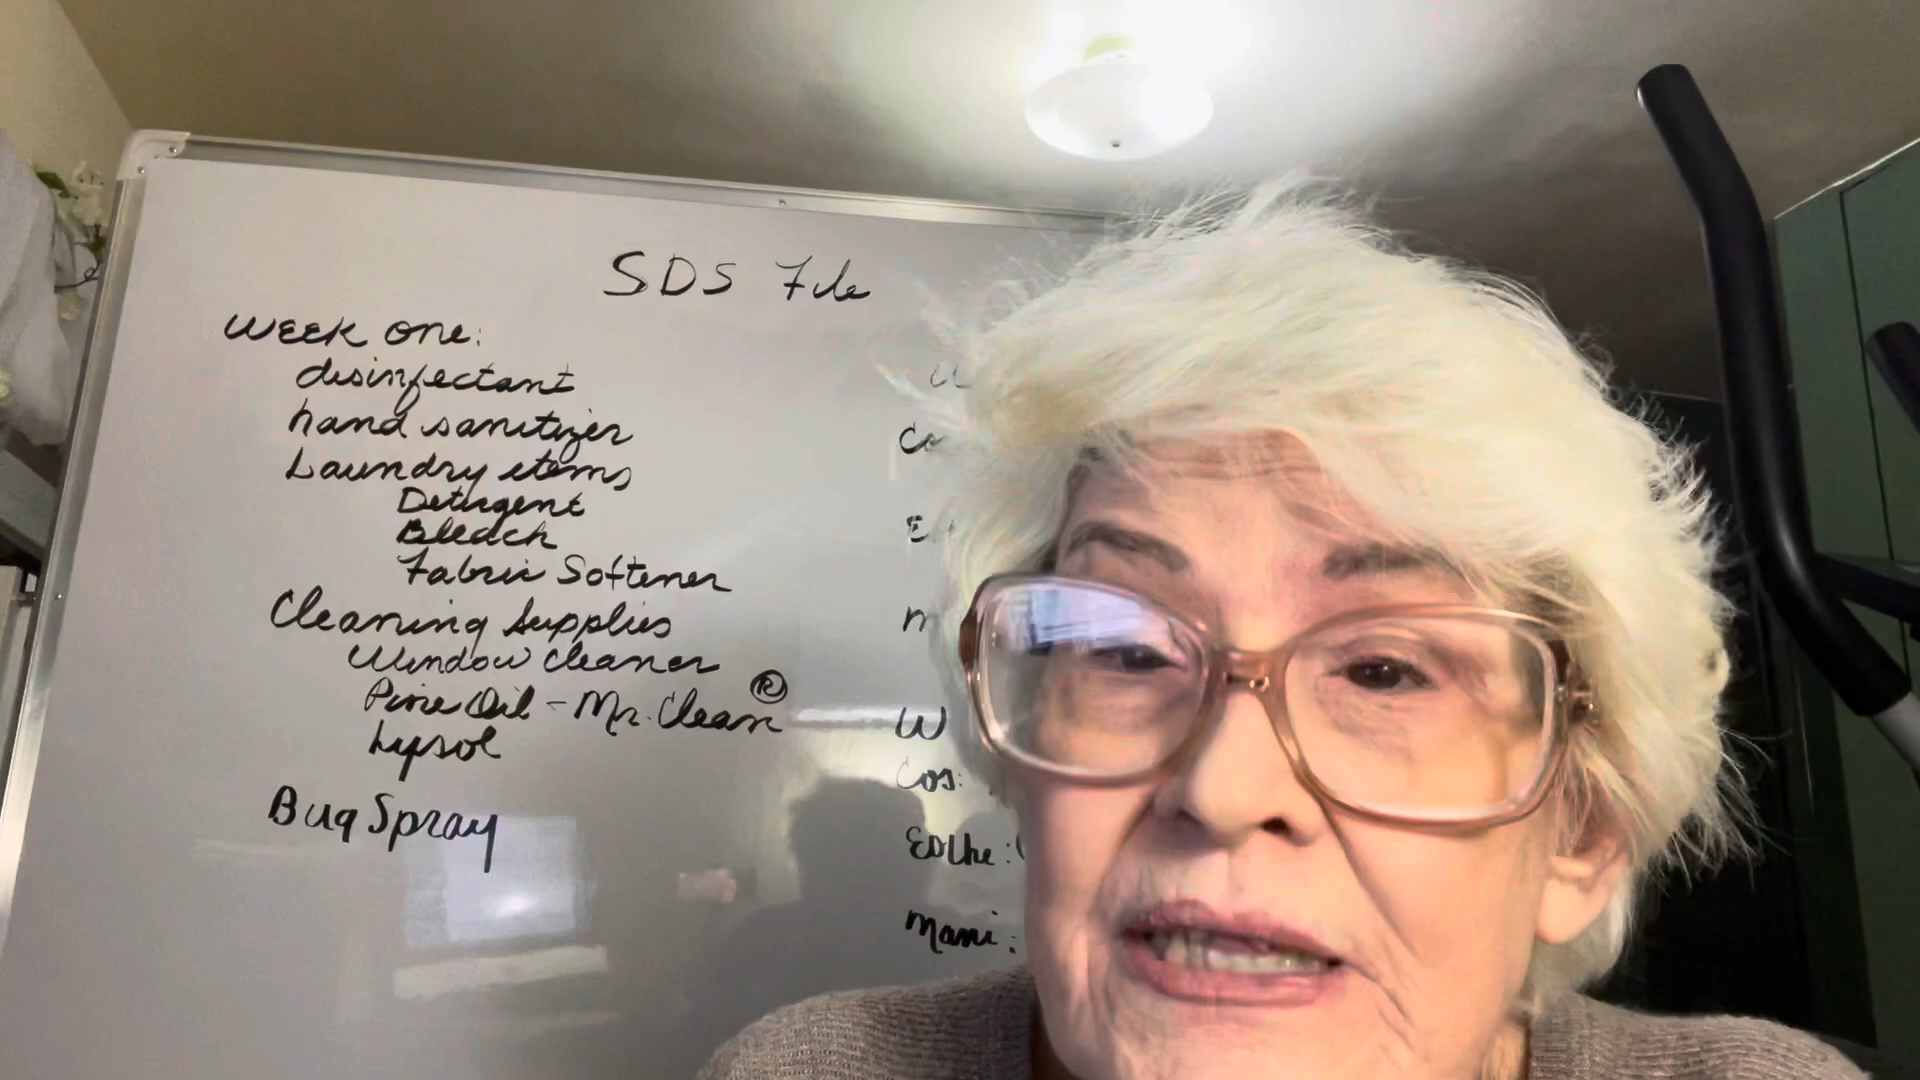 SDS File
Week one:
disinfectant
hand sanitizer
Laundry items
Detergent
Bleach
Fabric Softener
Cleaning Supplies
Window cleaner
Pine Oil - Mr. Clean ®
Lysol
Bug Spray
W
Cos:
Esthe:
Mani: